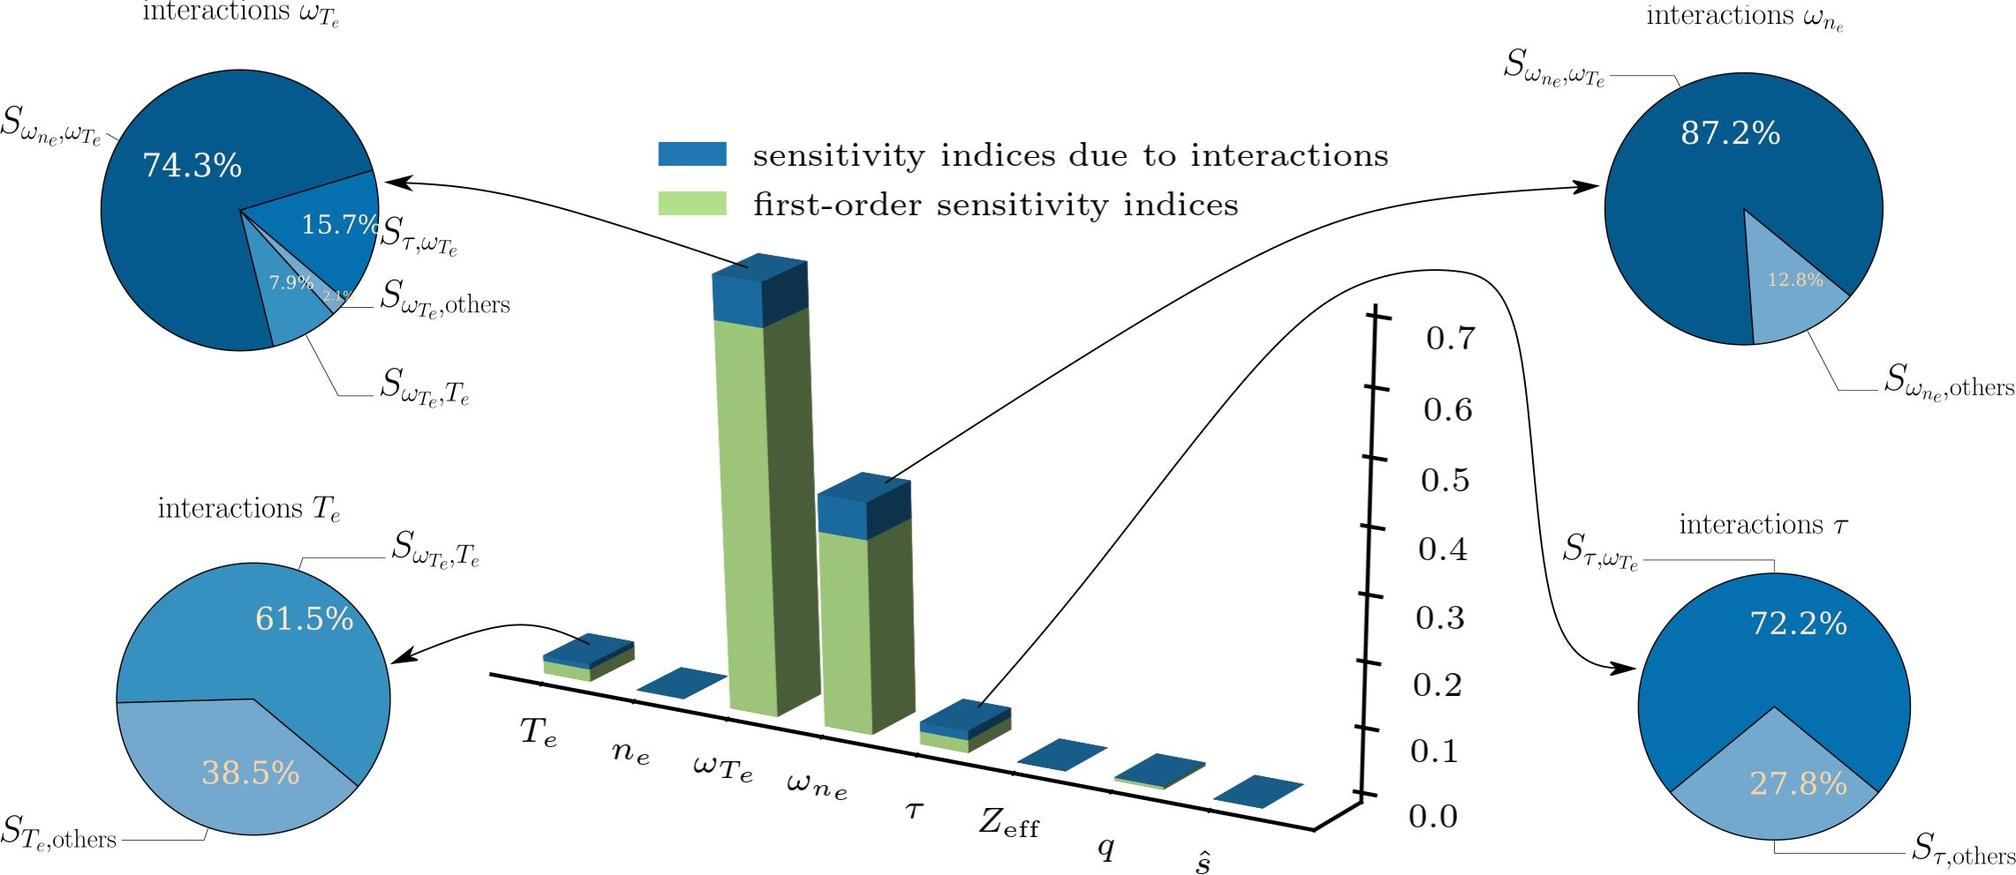 interactions ω_{T_e}
S_{ω_{n_e},ω_{T_e}}
74.3%
15.7%
S_{τ,ω_{T_e}}
7.9%
2.1%
S_{ω_{T_e},others}
S_{ω_{T_e},T_e}
interactions ω_{n_e}
S_{ω_{n_e},ω_{T_e}}
87.2%
12.8%
S_{ω_{n_e},others}
sensitivity indices due to interactions
first-order sensitivity indices
interactions T_e
S_{ω_{T_e},T_e}
61.5%
38.5%
S_{T_e,others}
interactions τ
S_{τ,ω_{T_e}}
72.2%
27.8%
S_{τ,others}
0.7
0.6
0.5
0.4
0.3
0.2
0.1
0.0
T_e
n_e
ω_{T_e}
ω_{n_e}
τ
Z_{eff}
q
ŝ